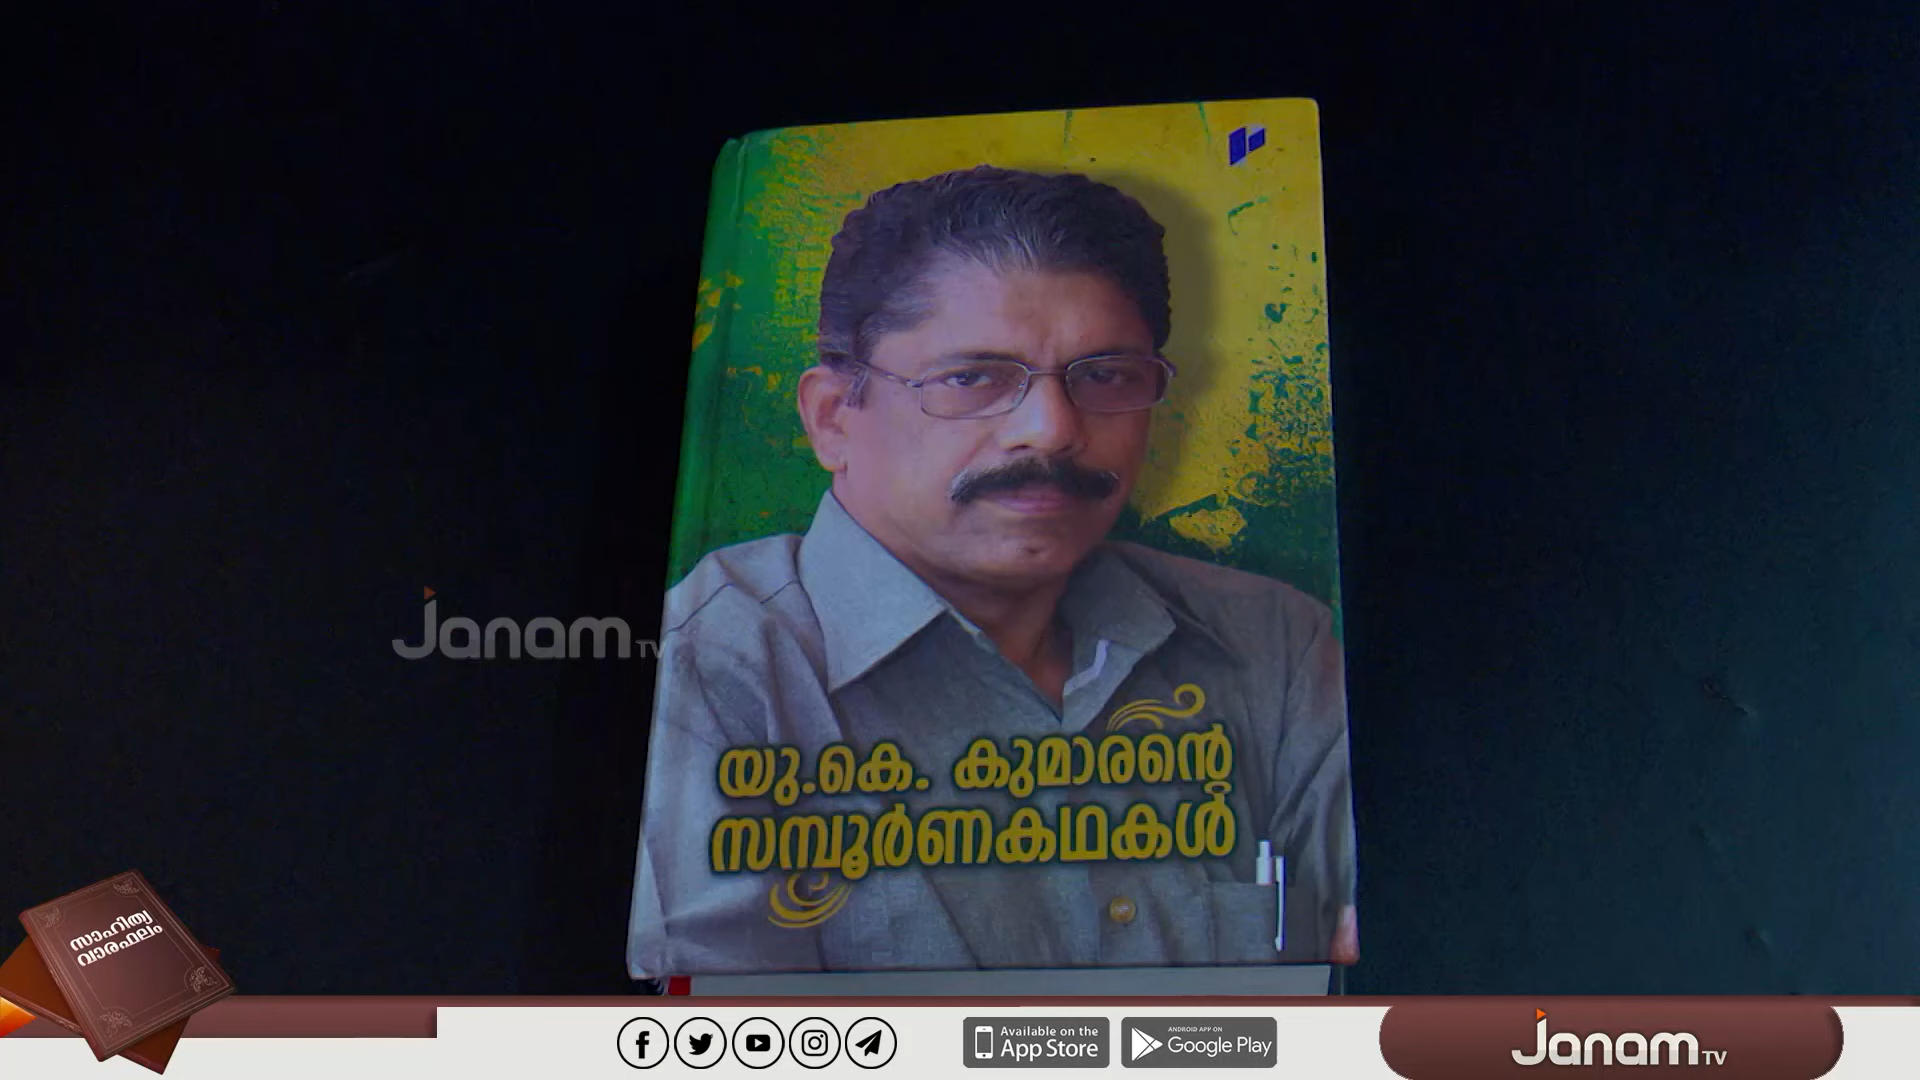 യു.കെ. കുമാരന്റെ
സമ്പൂർണകഥകൾ
Janam TV
സാഹിത്യ
വാരഫലം
Available on the
App Store
ANDROID APP ON
Google Play
Janam TV